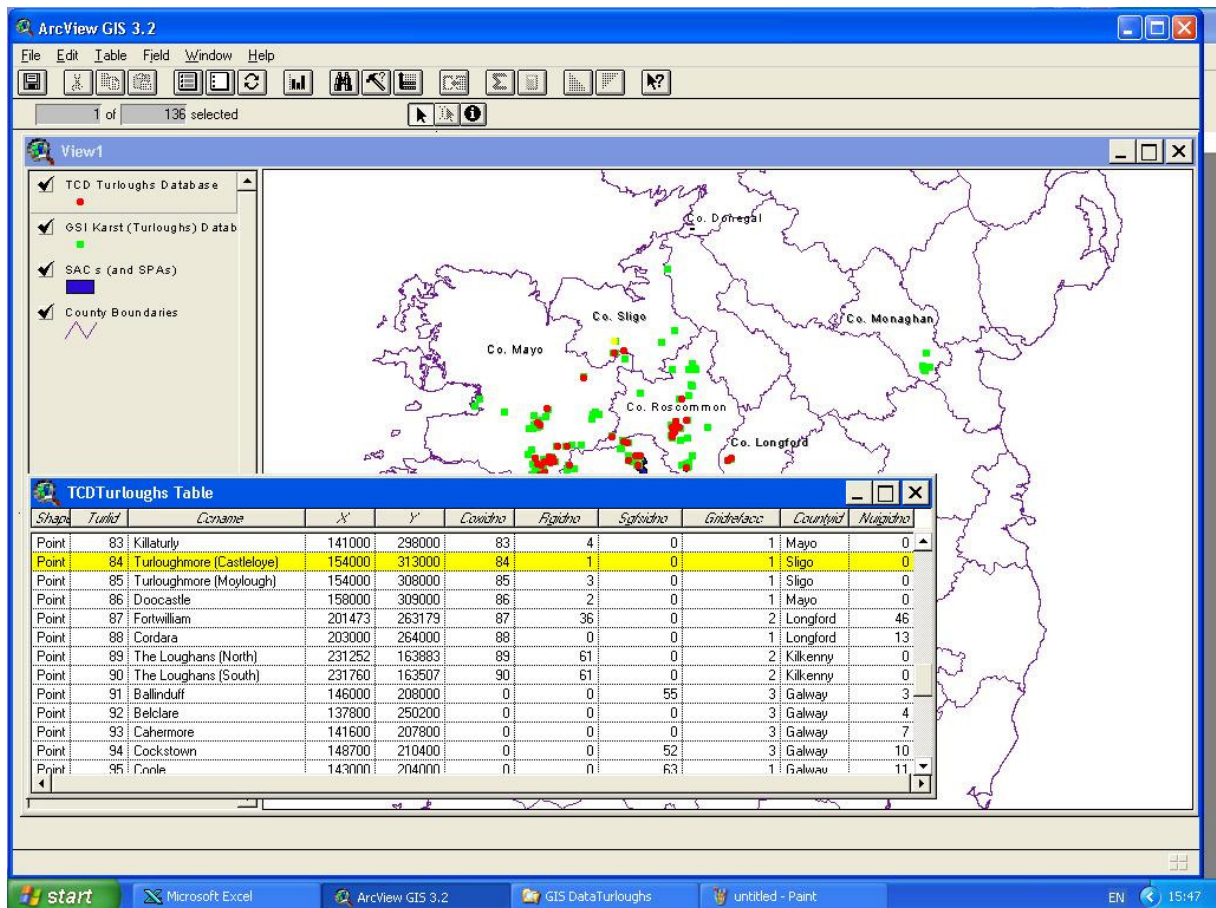 ArcView GIS 3.2
File Edit Table Field Window Help
1 of 136 selected
View1
TCD Turloughs Database
GSI Karst (Turloughs) Datab
SAC s (and SPAs)
County Boundaries
Co. Donegal
Co. Sligo
Co. Monaghan
Co. Mayo
Co. Roscommon
Co. Longford
TCDTurloughs Table
Shape Turlid Ccname X Y Coxidno Rgidno Sgfsidno Gridrefacc Countyid Nuigidno
Point 83 Killaturly 141000 298000 83 4 0 1 Mayo 0
Point 84 Turloughmore (Castleloye) 154000 313000 84 1 0 1 Sligo 0
Point 85 Turloughmore (Moylough) 154000 308000 85 3 0 1 Sligo 0
Point 86 Doocastle 158000 309000 86 2 0 1 Mayo 0
Point 87 Fortwilliam 201473 263179 87 36 0 2 Longford 46
Point 88 Cordara 203000 264000 88 0 0 1 Longford 13
Point 89 The Loughans (North) 231252 163883 89 61 0 2 Kilkenny 0
Point 90 The Loughans (South) 231760 163507 90 61 0 2 Kilkenny 0
Point 91 Ballinduff 146000 208000 0 0 55 3 Galway 3
Point 92 Belclare 137800 250200 0 0 0 3 Galway 4
Point 93 Cahermore 141600 207800 0 0 0 3 Galway 7
Point 94 Cockstown 148700 210400 0 0 52 3 Galway 10
Point 95 Coole 143000 204000 0 0 63 1 Galway 11
start Microsoft Excel ArcView GIS 3.2 GIS DataTurloughs untitled - Paint EN 15:47